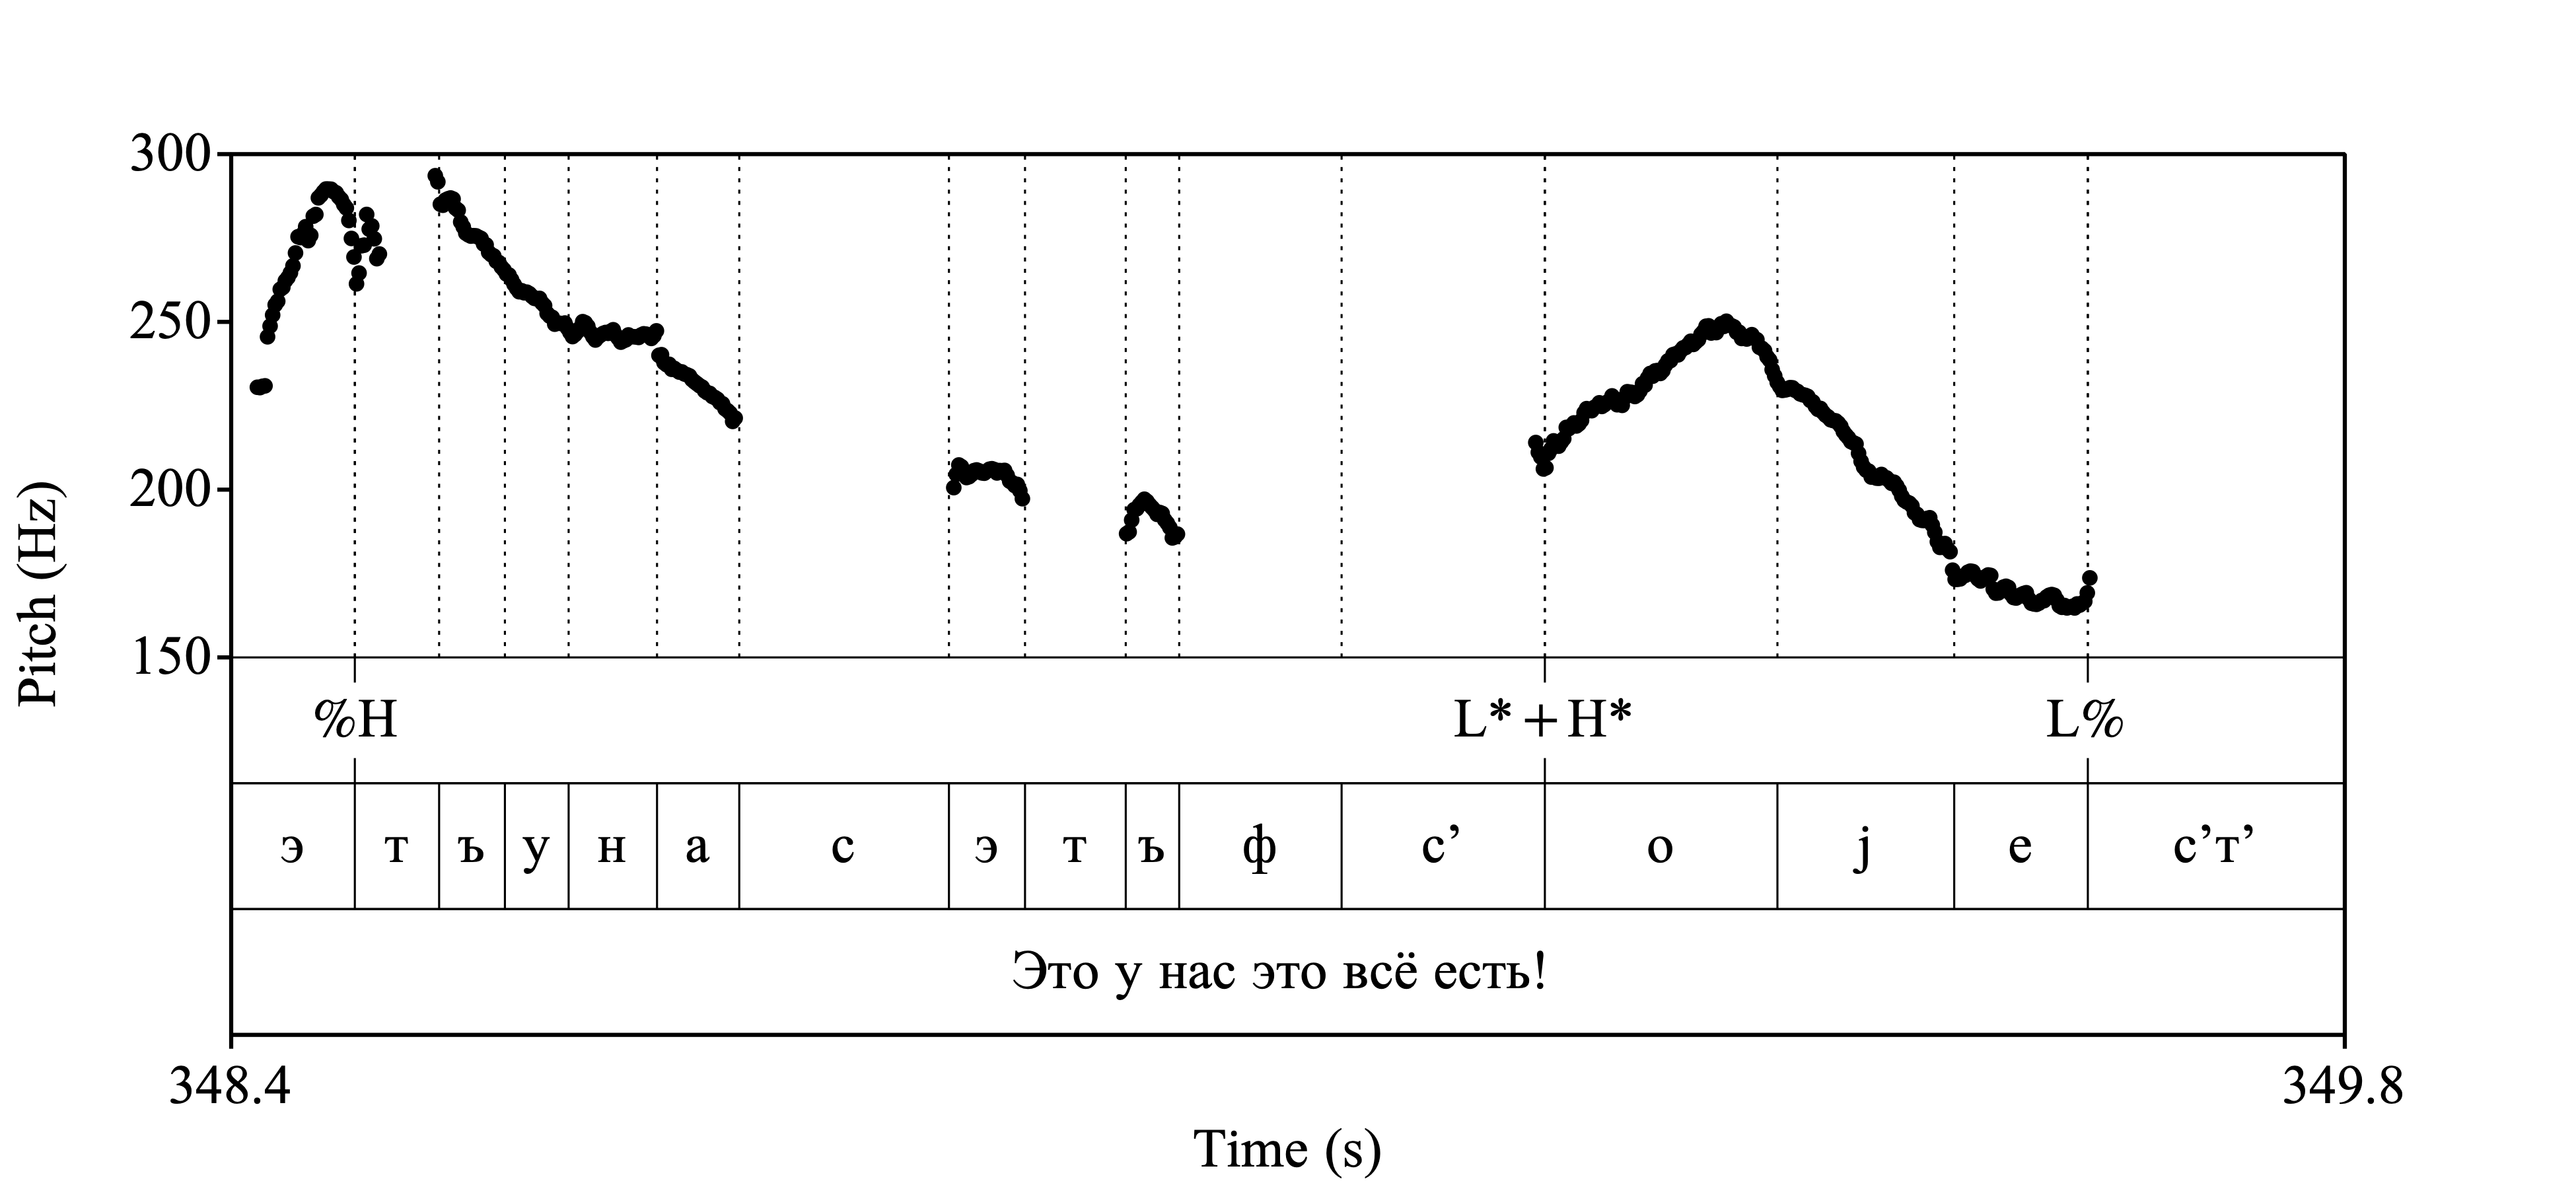 300
250
200
150
Pitch (Hz)
%H L*+H* L%
э т ъ у н а с э т ъ ф с’ о j е с’т’
Это у нас это всё есть!
348.4 349.8
Time (s)